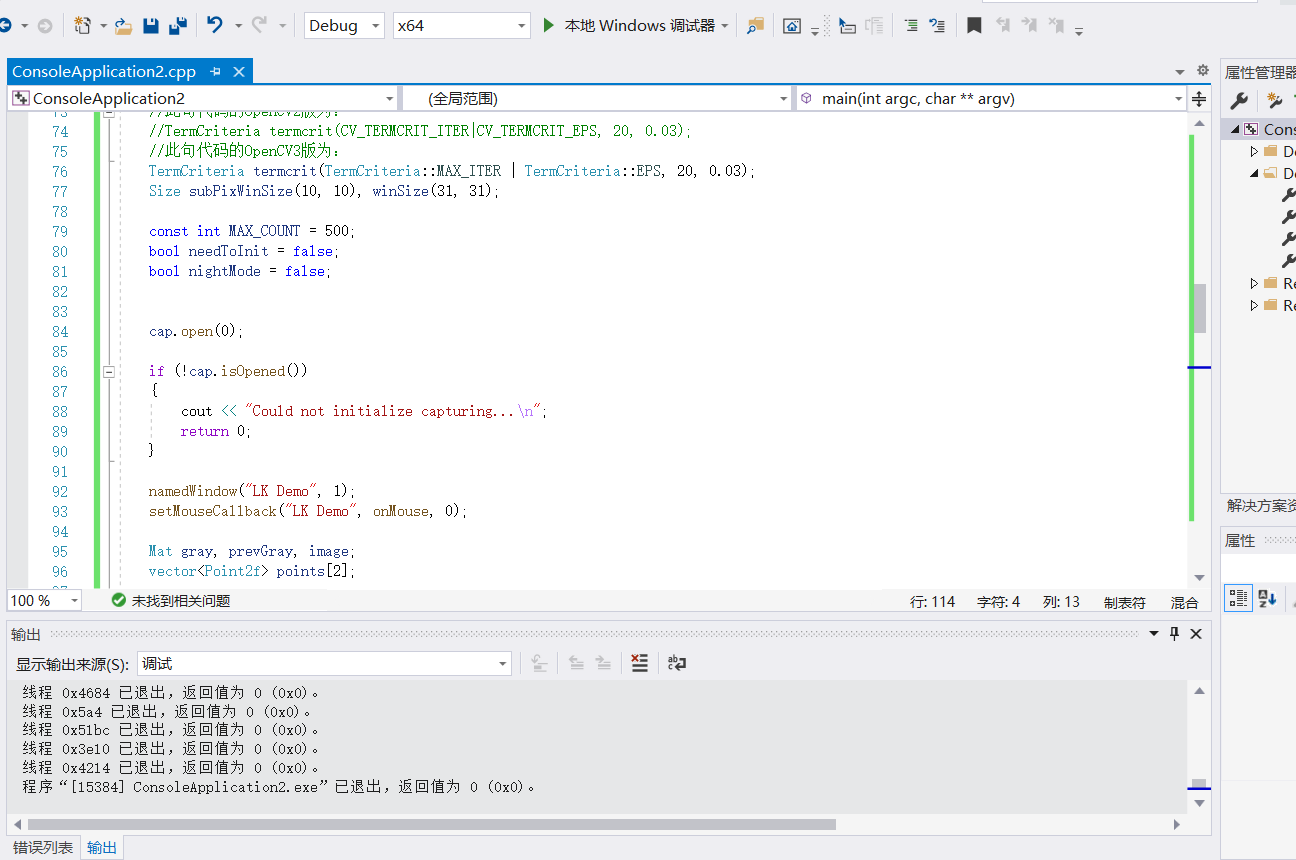 Debug x64 本地 Windows 调试器
ConsoleApplication2.cpp
属性管理器
ConsoleApplication2 (全局范围) main(int argc, char ** argv)
Cons
73 //此句代码的OpenCV2版为：
74 //TermCriteria termcrit(CV_TERMCRIT_ITER|CV_TERMCRIT_EPS, 20, 0.03);
75 //此句代码的OpenCV3版为：
76 TermCriteria termcrit(TermCriteria::MAX_ITER | TermCriteria::EPS, 20, 0.03);
77 Size subPixWinSize(10, 10), winSize(31, 31);
78
79 const int MAX_COUNT = 500;
80 bool needToInit = false;
81 bool nightMode = false;
82
83
84 cap.open(0);
85
86 if (!cap.isOpened())
87 {
88 cout << "Could not initialize capturing...\n";
89 return 0;
90 }
91
92 namedWindow("LK Demo", 1);
93 setMouseCallback("LK Demo", onMouse, 0);
94
95 Mat gray, prevGray, image;
96 vector<Point2f> points[2];
De
De
Re
Re
解决方案资
属性
100 % 未找到相关问题 行: 114 字符: 4 列: 13 制表符 混合
输出
显示输出来源(S): 调试
线程 0x4684 已退出，返回值为 0 (0x0)。
线程 0x5a4 已退出，返回值为 0 (0x0)。
线程 0x51bc 已退出，返回值为 0 (0x0)。
线程 0x3e10 已退出，返回值为 0 (0x0)。
线程 0x4214 已退出，返回值为 0 (0x0)。
程序“[15384] ConsoleApplication2.exe”已退出，返回值为 0 (0x0)。
错误列表 输出